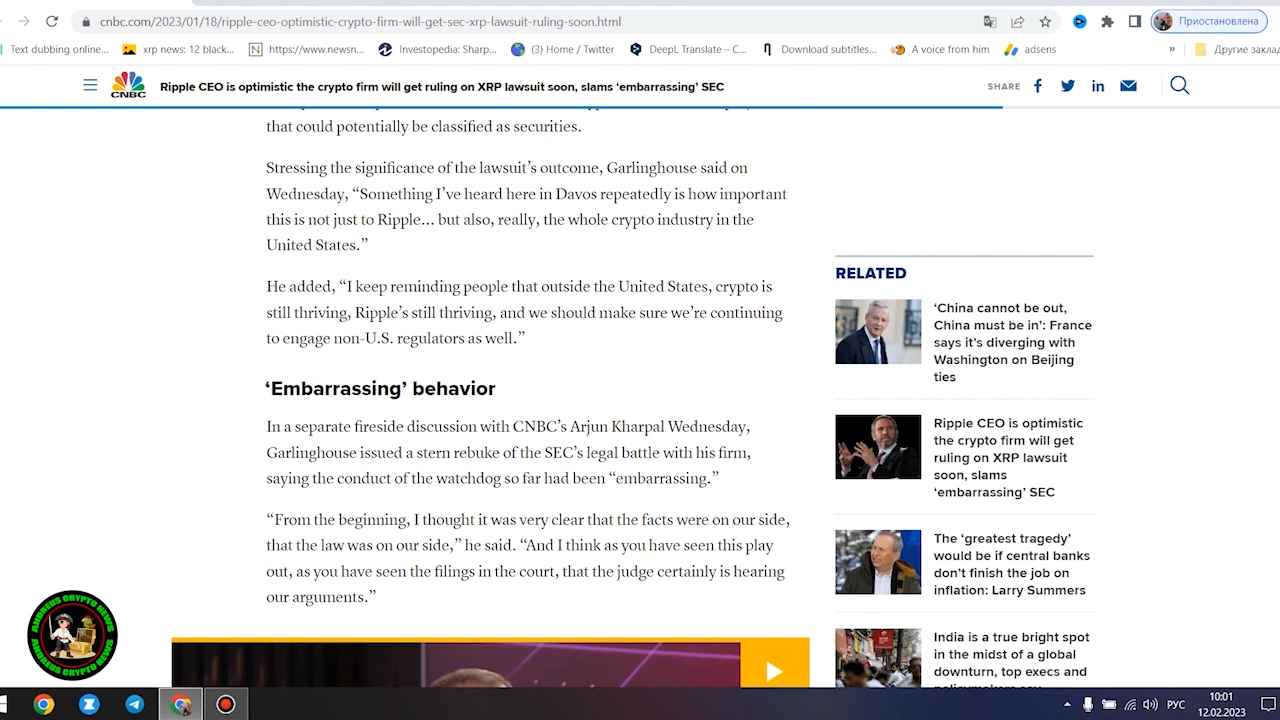 cnbc.com/2023/01/18/ripple-ceo-optimistic-crypto-firm-will-get-sec-xrp-lawsuit-ruling-soon.html
Приостановлена
Text dubbing online...
xrp news: 12 black...
https://www.newsn...
Investopedia: Sharp...
(3) Home / Twitter
DeepL Translate – C...
Download subtitles...
A voice from him
adsens
»
Другие закла
CNBC
Ripple CEO is optimistic the crypto firm will get ruling on XRP lawsuit soon, slams ‘embarrassing’ SEC
SHARE
that could potentially be classified as securities.
Stressing the significance of the lawsuit’s outcome, Garlinghouse said on
Wednesday, “Something I’ve heard here in Davos repeatedly is how important
this is not just to Ripple... but also, really, the whole crypto industry in the
United States.”
He added, “I keep reminding people that outside the United States, crypto is
still thriving, Ripple’s still thriving, and we should make sure we’re continuing
to engage non-U.S. regulators as well.”
‘Embarrassing’ behavior
In a separate fireside discussion with CNBC’s Arjun Kharpal Wednesday,
Garlinghouse issued a stern rebuke of the SEC’s legal battle with his firm,
saying the conduct of the watchdog so far had been “embarrassing.”
“From the beginning, I thought it was very clear that the facts were on our side,
that the law was on our side,” he said. “And I think as you have seen this play
out, as you have seen the filings in the court, that the judge certainly is hearing
our arguments.”
RELATED
‘China cannot be out,
China must be in’: France
says it’s diverging with
Washington on Beijing
ties
Ripple CEO is optimistic
the crypto firm will get
ruling on XRP lawsuit
soon, slams
‘embarrassing’ SEC
The ‘greatest tragedy’
would be if central banks
don’t finish the job on
inflation: Larry Summers
India is a true bright spot
in the midst of a global
downturn, top execs and
ANDREUS CRYPTO NEWS
ANDREUS CRYPTO NEWS
РУС
10:01
12.02.2023